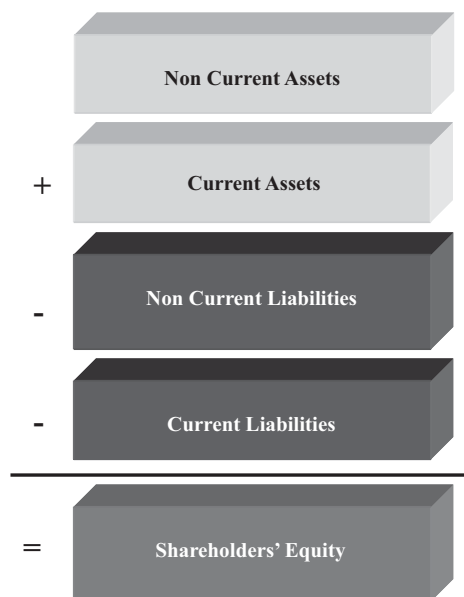 Non Current Assets
+ Current Assets
- Non Current Liabilities
- Current Liabilities
= Shareholders’ Equity